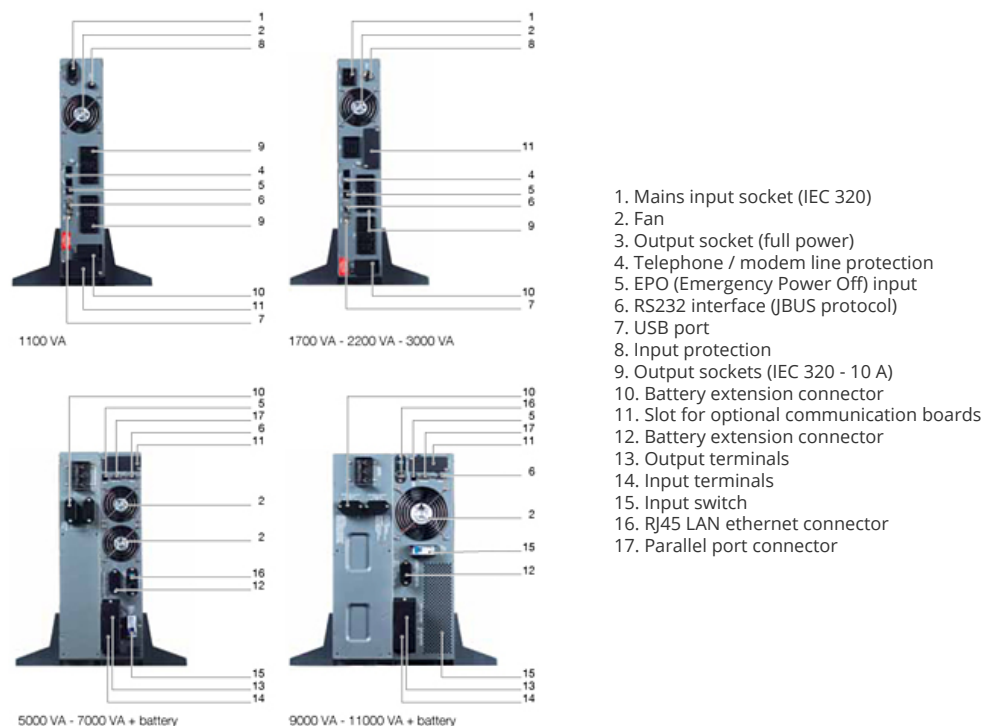 1
2
8
9
4
5
6
9
10
11
7
1100 VA
1
2
8
11
4
5
6
9
10
7
1700 VA - 2200 VA - 3000 VA
10
5
17
6
11
2
2
16
12
15
13
14
5000 VA - 7000 VA + battery
10
16
5
17
11
6
2
15
12
15
13
14
9000 VA - 11000 VA + battery
1. Mains input socket (IEC 320)
2. Fan
3. Output socket (full power)
4. Telephone / modem line protection
5. EPO (Emergency Power Off) input
6. RS232 interface (JBUS protocol)
7. USB port
8. Input protection
9. Output sockets (IEC 320 - 10 A)
10. Battery extension connector
11. Slot for optional communication boards
12. Battery extension connector
13. Output terminals
14. Input terminals
15. Input switch
16. RJ45 LAN ethernet connector
17. Parallel port connector